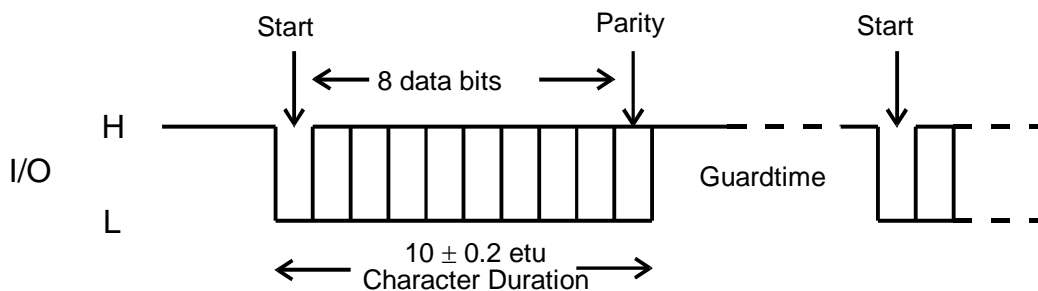 Start
Parity
Start
8 data bits
H
I/O
Guardtime
L
10 ± 0.2 etu
Character Duration